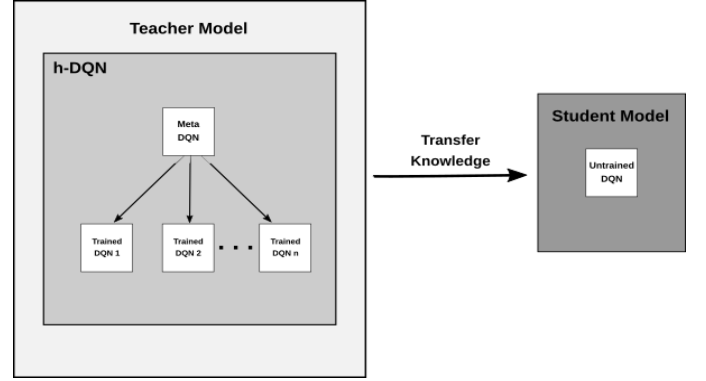 Teacher Model
h-DQN
Meta
DQN
Trained
DQN 1
Trained
DQN 2
. . .
Trained
DQN n
Transfer
Knowledge
Student Model
Untrained
DQN